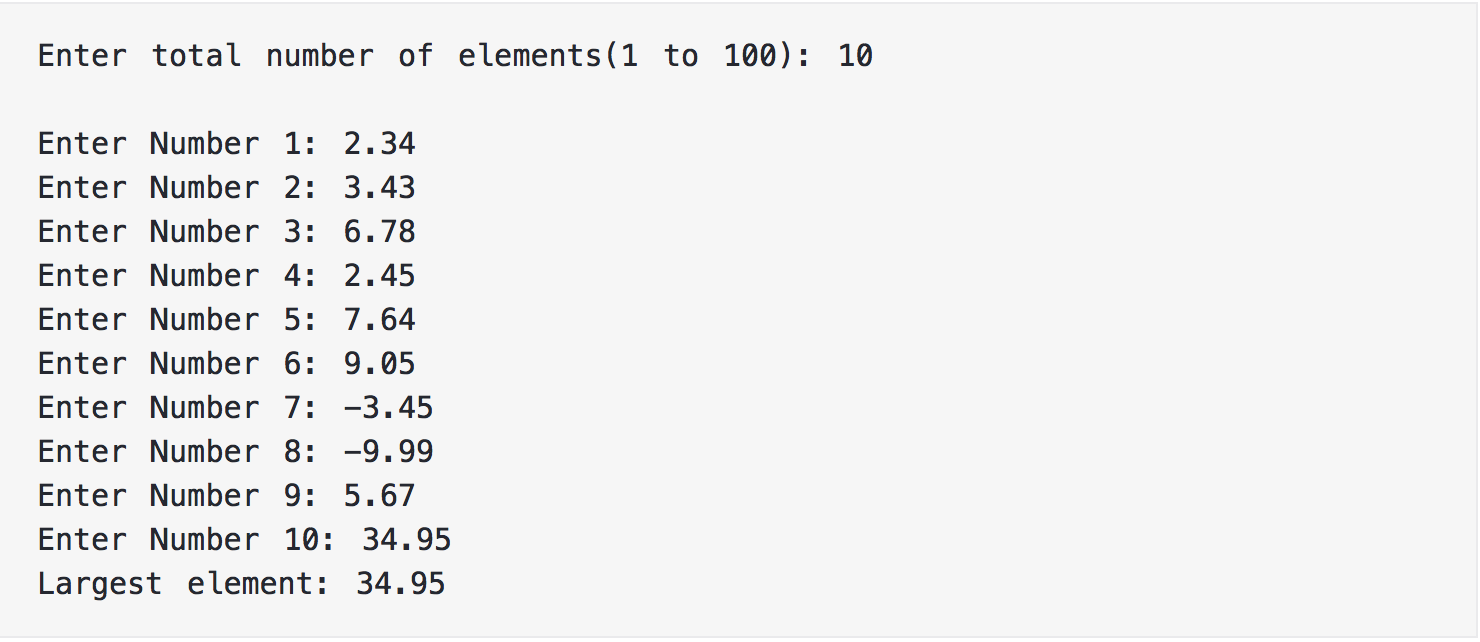 Enter total number of elements(1 to 100): 10
Enter Number 1: 2.34
Enter Number 2: 3.43
Enter Number 3: 6.78
Enter Number 4: 2.45
Enter Number 5: 7.64
Enter Number 6: 9.05
Enter Number 7: -3.45
Enter Number 8: -9.99
Enter Number 9: 5.67
Enter Number 10: 34.95
Largest element: 34.95